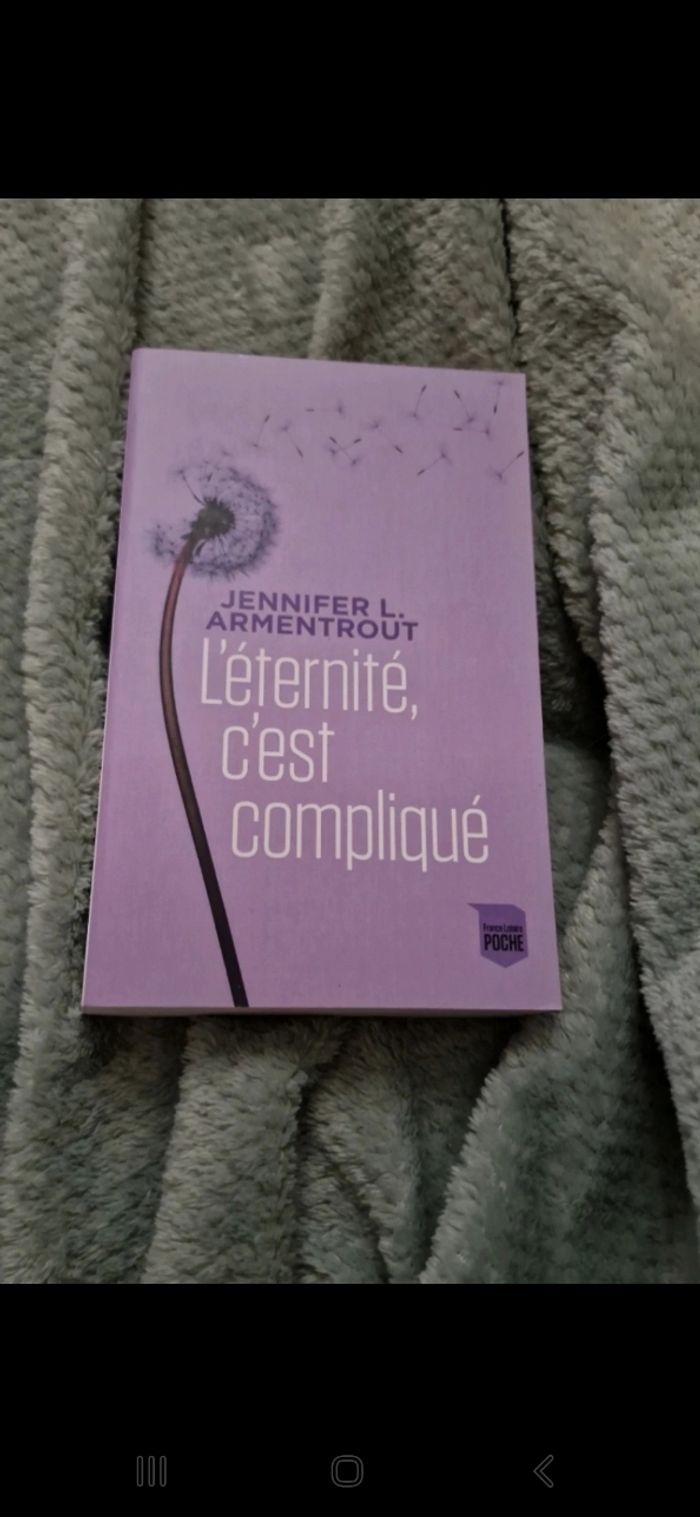 JENNIFER L.
ARMENTROUT
L'éternité,
c'est
compliqué
France Loisirs
POCHE